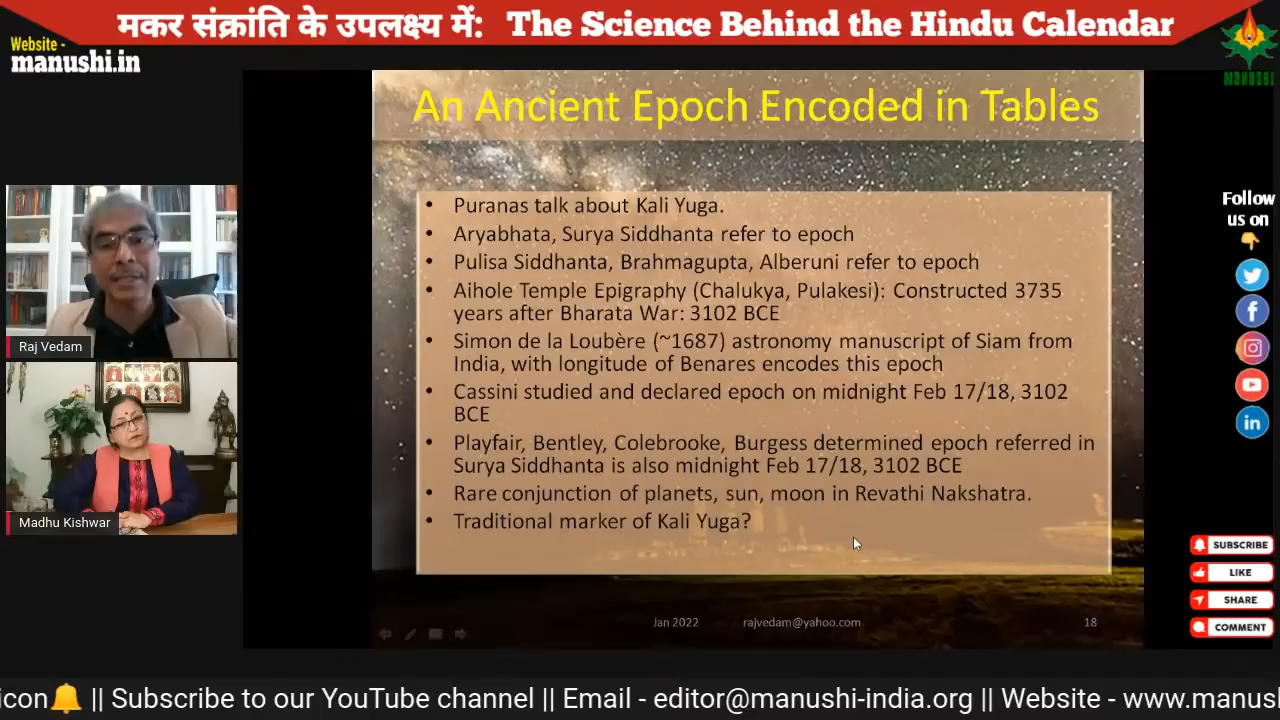 मकर संक्रांति के उपलक्ष्य में: The Science Behind the Hindu Calendar
Website -
manushi.in
MANUSHI
An Ancient Epoch Encoded in Tables
• Puranas talk about Kali Yuga.
• Aryabhata, Surya Siddhanta refer to epoch
• Pulisa Siddhanta, Brahmagupta, Alberuni refer to epoch
• Aihole Temple Epigraphy (Chalukya, Pulakesi): Constructed 3735
years after Bharata War: 3102 BCE
• Simon de la Loubère (~1687) astronomy manuscript of Siam from
India, with longitude of Benares encodes this epoch
• Cassini studied and declared epoch on midnight Feb 17/18, 3102
BCE
• Playfair, Bentley, Colebrooke, Burgess determined epoch referred in
Surya Siddhanta is also midnight Feb 17/18, 3102 BCE
• Rare conjunction of planets, sun, moon in Revathi Nakshatra.
• Traditional marker of Kali Yuga?
Jan 2022 rajvedam@yahoo.com 18
Raj Vedam
Madhu Kishwar
Follow
us on
SUBSCRIBE
LIKE
SHARE
COMMENT
icon🔔 || Subscribe to our YouTube channel || Email - editor@manushi-india.org || Website - www.manus